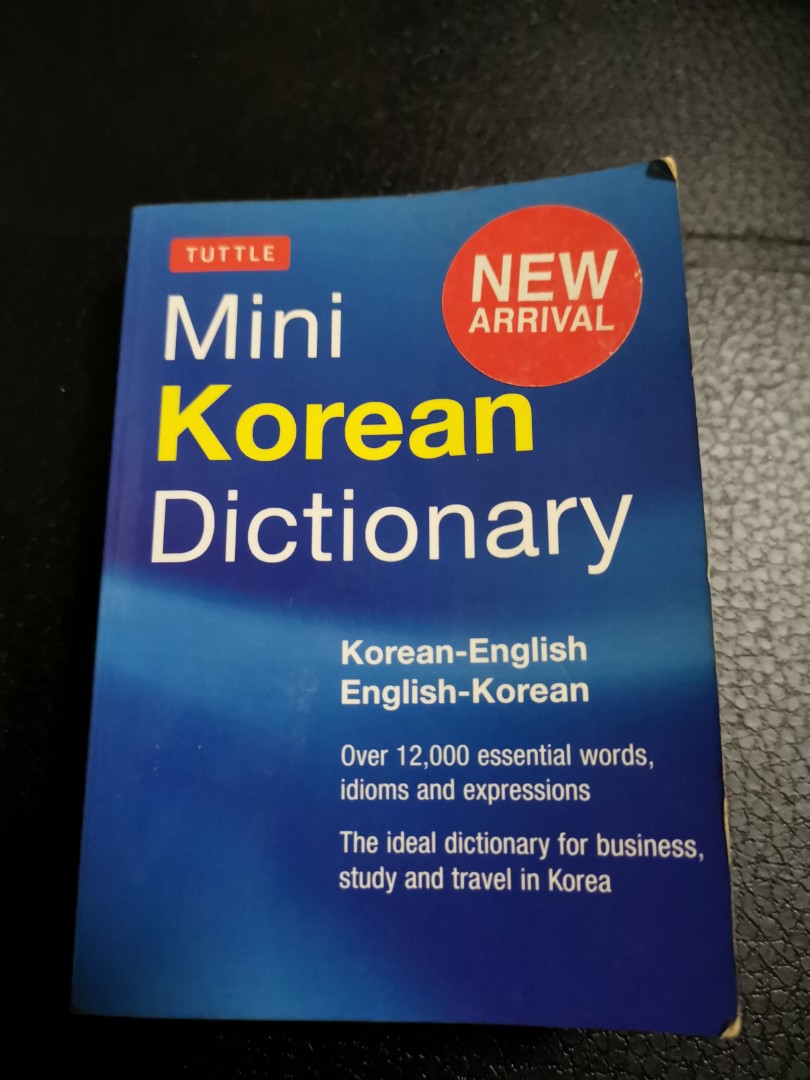 TUTTLE
NEW
ARRIVAL
Mini
Korean
Dictionary
Korean-English
English-Korean
Over 12,000 essential words,
idioms and expressions
The ideal dictionary for business,
study and travel in Korea